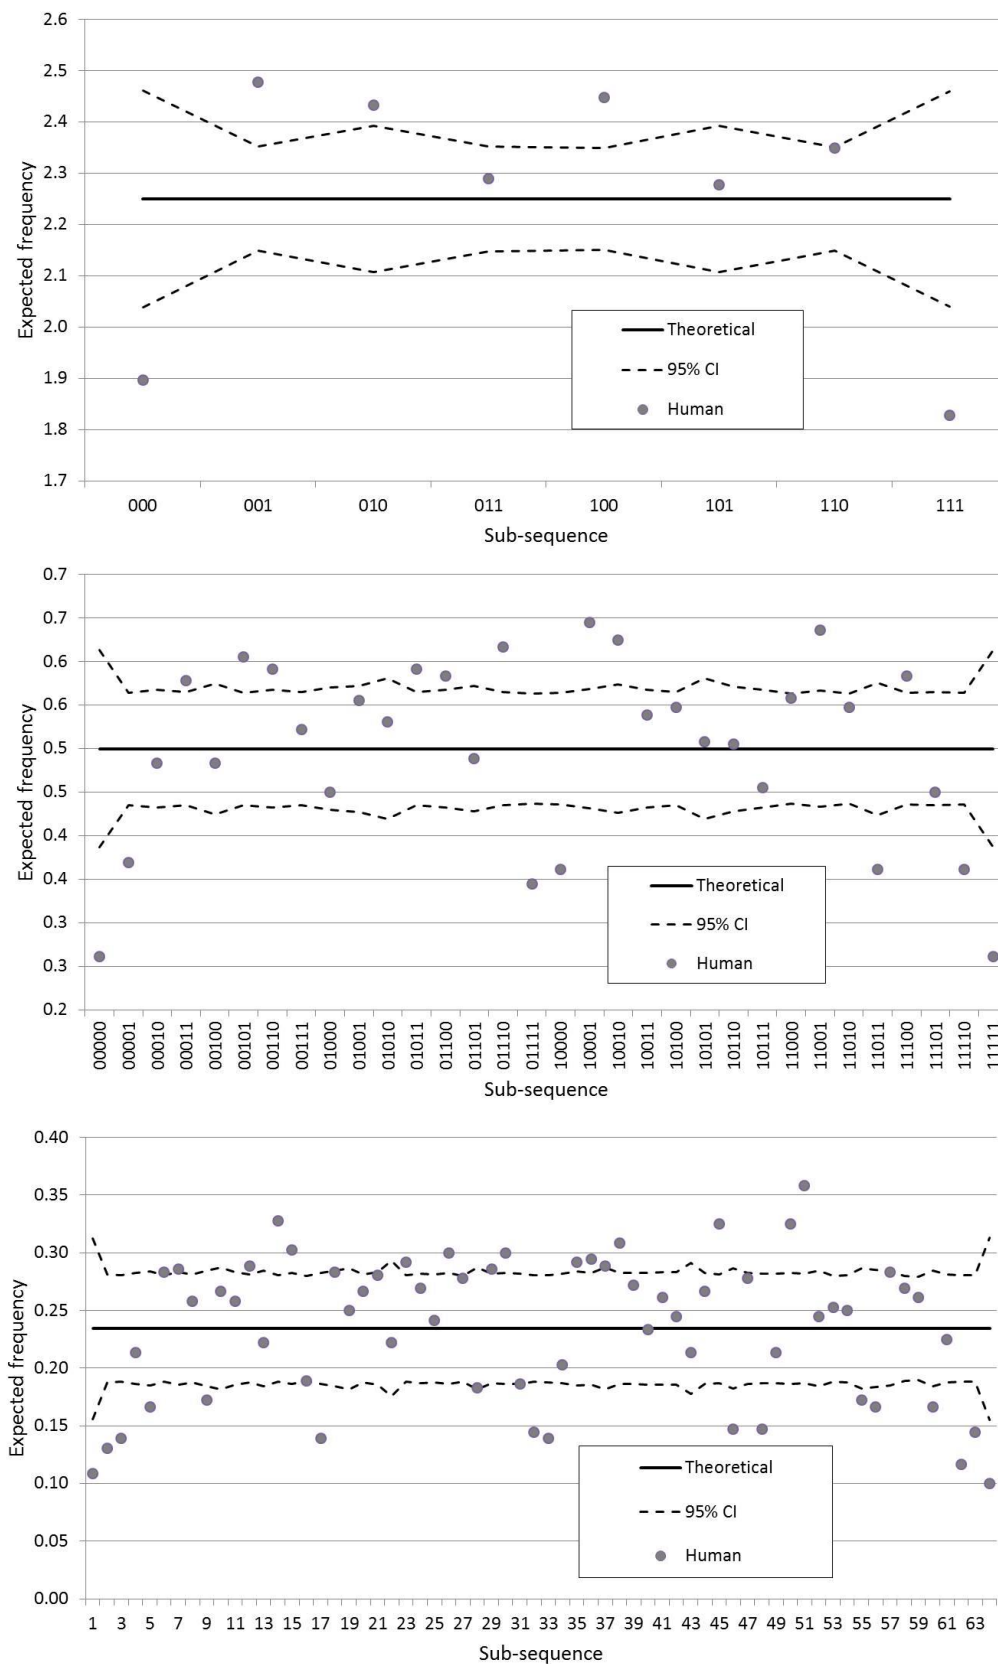 2.6
2.5
2.4
2.3
2.2
2.1
2.0
1.9
1.8
1.7
Expected frequency
Theoretical
95% CI
Human
000 001 010 011 100 101 110 111
Sub-sequence
0.7
0.7
0.6
0.6
0.5
0.5
0.4
0.4
0.3
0.3
0.2
Expected frequency
Theoretical
95% CI
Human
00000 00001 00010 00011 00100 00101 00110 00111 01000 01001 01010 01011 01100 01101 01110 01111 10000 10001 10010 10011 10100 10101 10110 10111 11000 11001 11010 11011 11100 11101 11110 11111
Sub-sequence
0.40
0.35
0.30
0.25
0.20
0.15
0.10
0.05
0.00
Expected frequency
Theoretical
95% CI
Human
1 3 5 7 9 11 13 15 17 19 21 23 25 27 29 31 33 35 37 39 41 43 45 47 49 51 53 55 57 59 61 63
Sub-sequence